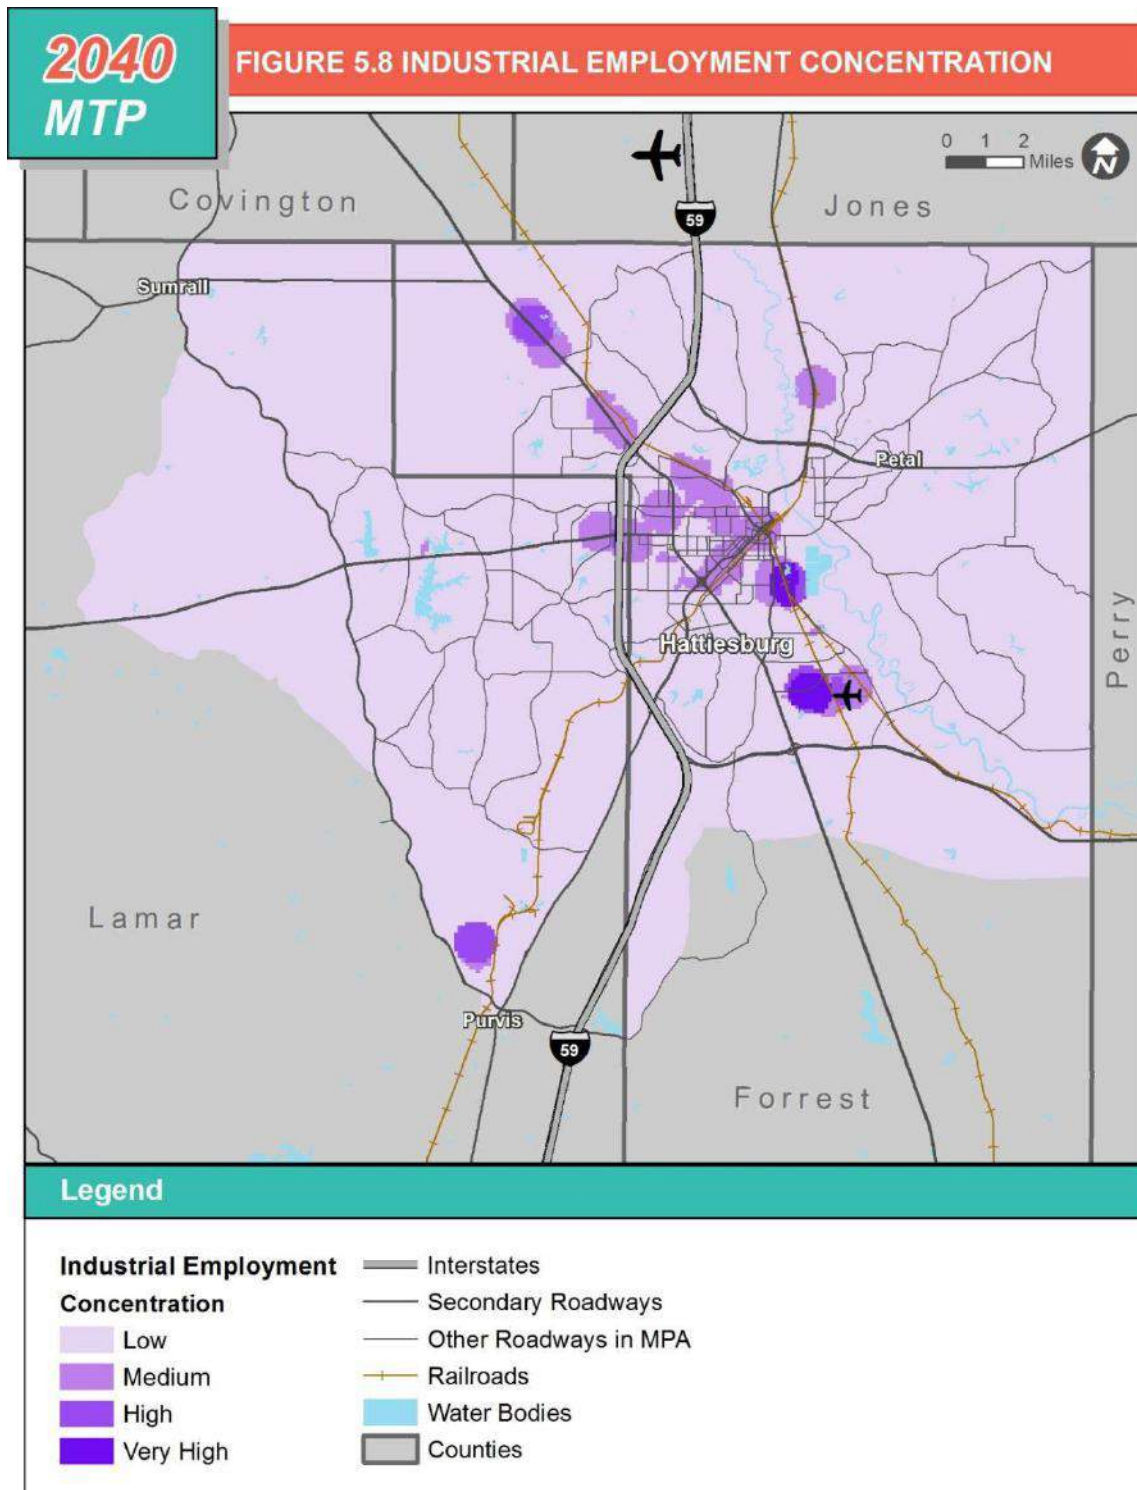 2040
MTP
FIGURE 5.8 INDUSTRIAL EMPLOYMENT CONCENTRATION
0 1 2
Miles
N
Covington
Jones
59
Sumrall
Petal
Perry
Hattiesburg
Lamar
Purvis
59
Forrest
Legend
Industrial Employment
Concentration
Low
Medium
High
Very High
Interstates
Secondary Roadways
Other Roadways in MPA
Railroads
Water Bodies
Counties